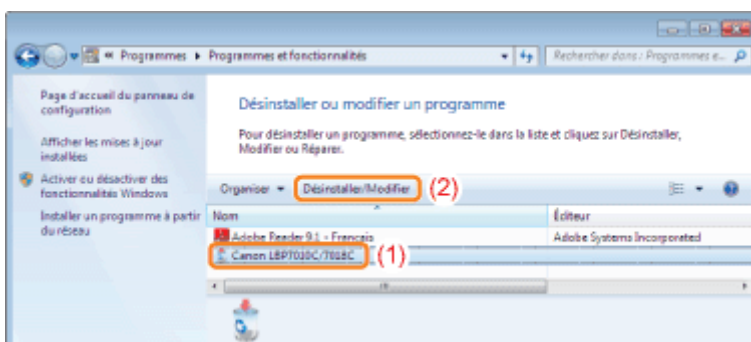 Programmes ▸ Programmes et fonctionnalités
Rechercher dans : Programmes e...
Page d'accueil du panneau de
configuration
Afficher les mises à jour
installées
Activer ou désactiver des
fonctionnalités Windows
Installer un programme à partir
du réseau
Désinstaller ou modifier un programme
Pour désinstaller un programme, sélectionnez-le dans la liste et cliquez sur Désinstaller,
Modifier ou Réparer.
Organiser Désinstaller/Modifier (2)
Nom Éditeur
Adobe Reader 9.1 - Français Adobe Systems Incorporated
Canon LBP7010C/7018C (1)